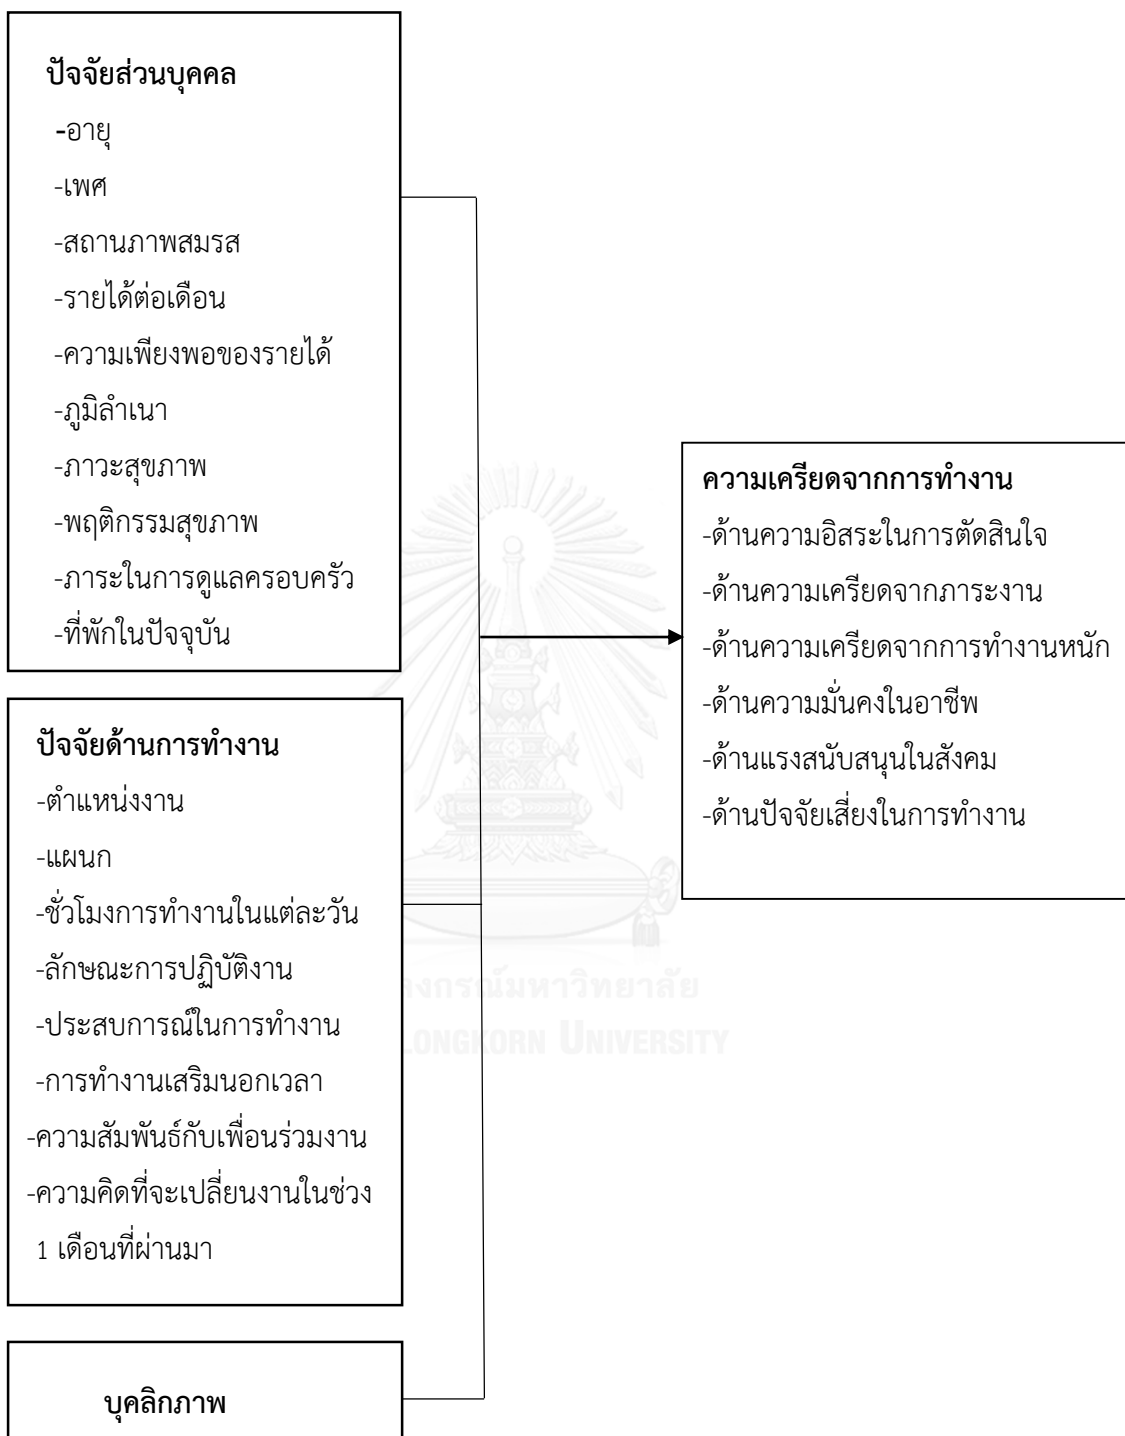 ปัจจัยส่วนบุคคล
-อายุ
-เพศ
-สถานภาพสมรส
-รายได้ต่อเดือน
-ความเพียงพอของรายได้
-ภูมิลำเนา
-ภาวะสุขภาพ
-พฤติกรรมสุขภาพ
-ภาระในการดูแลครอบครัว
-ที่พักในปัจจุบัน
ปัจจัยด้านการทำงาน
-ตำแหน่งงาน
-แผนก
-ชั่วโมงการทำงานในแต่ละวัน
-ลักษณะการปฏิบัติงาน
-ประสบการณ์ในการทำงาน
-การทำงานเสริมนอกเวลา
-ความสัมพันธ์กับเพื่อนร่วมงาน
-ความคิดที่จะเปลี่ยนงานในช่วง
1 เดือนที่ผ่านมา
บุคลิกภาพ
ความเครียดจากการทำงาน
-ด้านความอิสระในการตัดสินใจ
-ด้านความเครียดจากภาระงาน
-ด้านความเครียดจากการทำงานหนัก
-ด้านความมั่นคงในอาชีพ
-ด้านแรงสนับสนุนในสังคม
-ด้านปัจจัยเสี่ยงในการทำงาน
ลงกรณ์มหาวิทยาลัย
LONGKORN UNIVERSITY